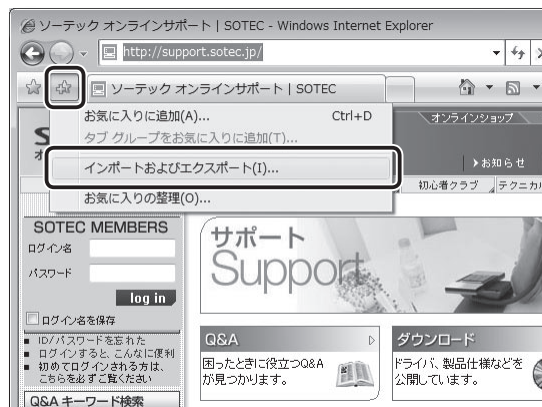 ソーテック オンラインサポート | SOTEC - Windows Internet Explorer
http://support.sotec.jp/
ソーテック オンラインサポート | SOTEC
お気に入りに追加(A)... Ctrl+D
タブ グループをお気に入りに追加(T)...
インポートおよびエクスポート(I)...
お気に入りの整理(O)...
オンラインショップ
お知らせ
初心者クラブ
SOTEC MEMBERS
ログイン名
パスワード
log in
ログイン名を保存
ID/パスワードを忘れた
ログインすると、こんなに便利
初めてログインされる方は、
こちらを必ずご覧ください
Q&A キーワード検索
サポート
Support
Q&A
困ったときに役立つQ&A
が見つかります。
ダウンロード
ドライバ、製品仕様などを
公開しています。